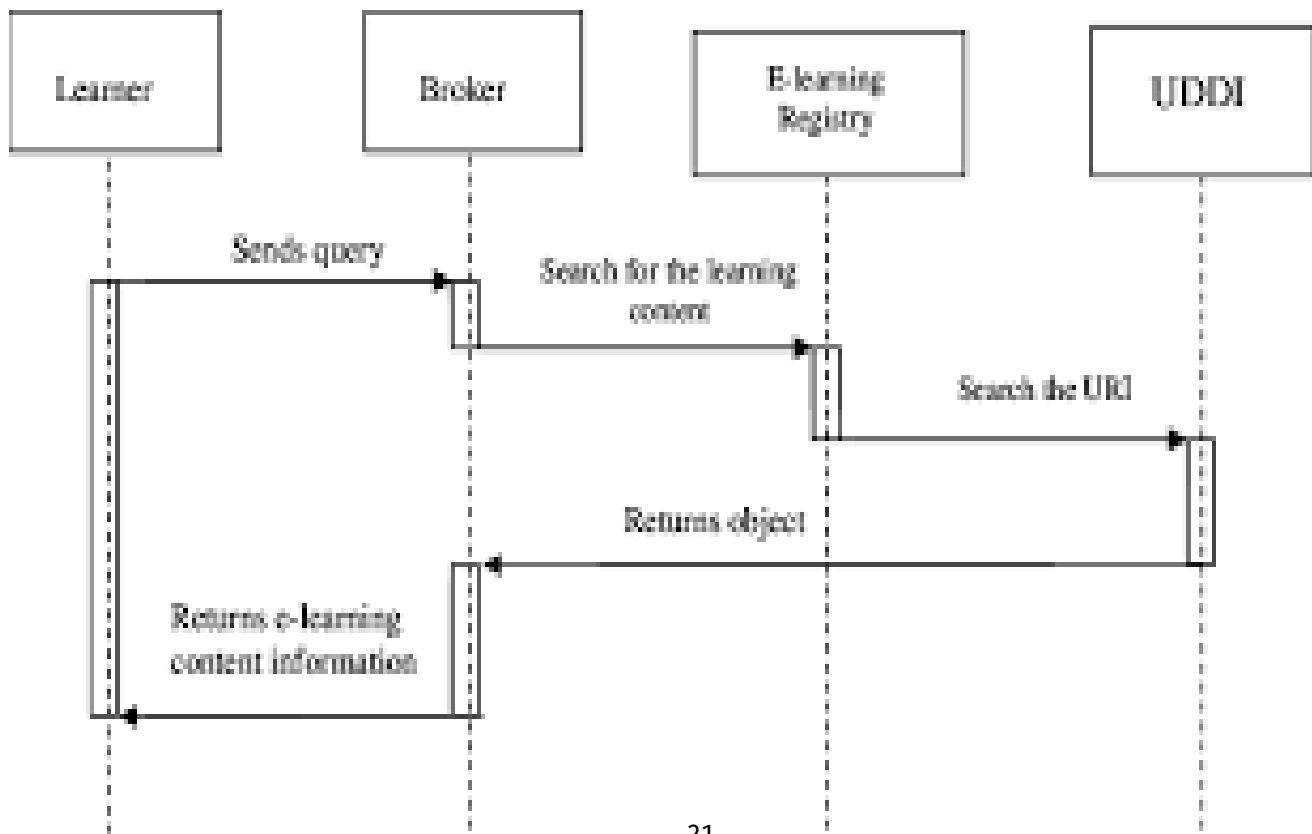 Learner
Broker
E-learning
Registry
UDDI
Sends query
Search for the learning
content
Search the URI
Returns object
Returns e-learning
content information
21